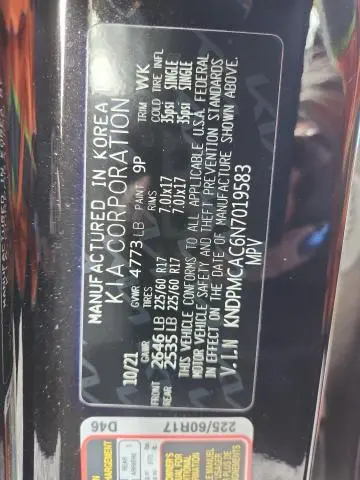 MANUFACTURED IN KOREA
KIA CORPORATION
10/21 GVWR 4773 LB PAINT 9P TRIM WK
GAWR TIRES RIMS COLD TIRE INFL
FRONT 2646 LB 225/60 R17 7.0JX17 35psi SINGLE
REAR 2535 LB 225/60 R17 7.0JX17 35psi SINGLE
THIS VEHICLE CONFORMS TO ALL APPLICABLE U.S.A. FEDERAL
MOTOR VEHICLE SAFETY AND THEFT PREVENTION STANDARDS
IN EFFECT ON THE DATE OF MANUFACTURE SHOWN ABOVE.
V.I.N KNDPMCAC6N7019583
MPV
D46
225/60R17
REAR
ARRIÈRE